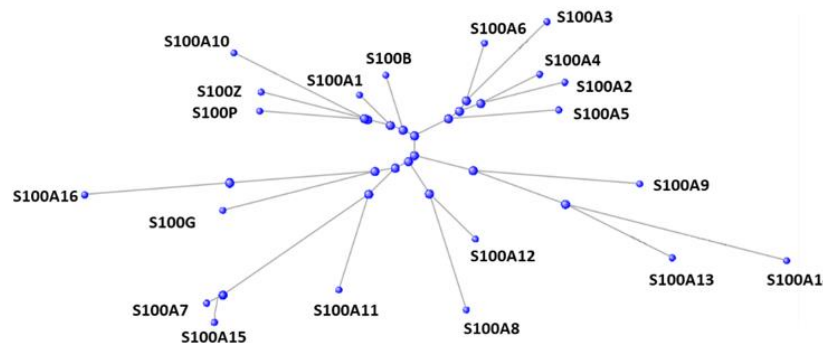 S100A3
S100A6
S100A10
S100B
S100A4
S100A1
S100A2
S100Z
S100P
S100A5
S100A9
S100A16
S100G
S100A12
S100A13
S100A1
S100A7
S100A11
S100A8
S100A15